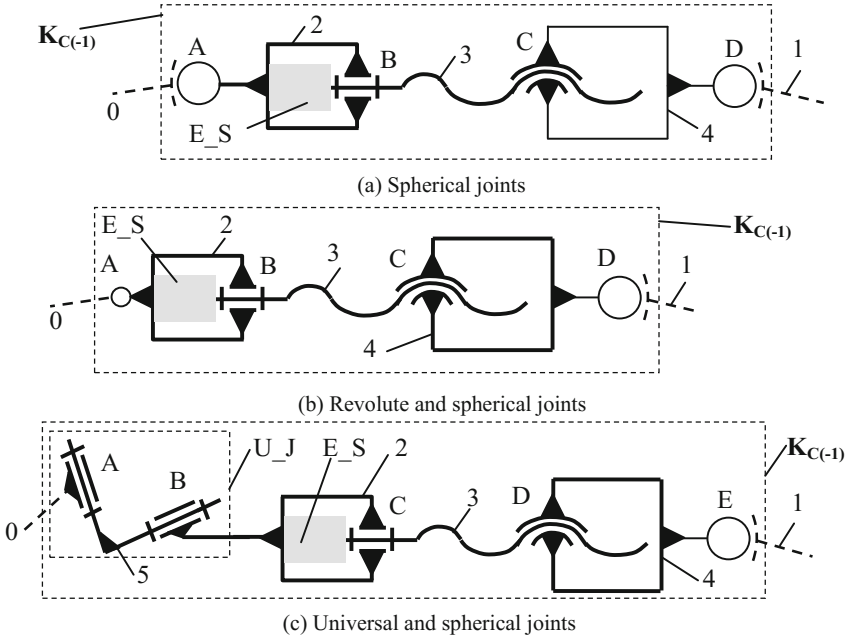 K_C(-1)
2
A
B
3
C
D
1
0
E_S
4
(a) Spherical joints
E_S
2
K_C(-1)
A
B
3
C
D
1
0
4
(b) Revolute and spherical joints
U_J
E_S
2
K_C(-1)
A
B
C
3
D
E
1
0
5
4
(c) Universal and spherical joints